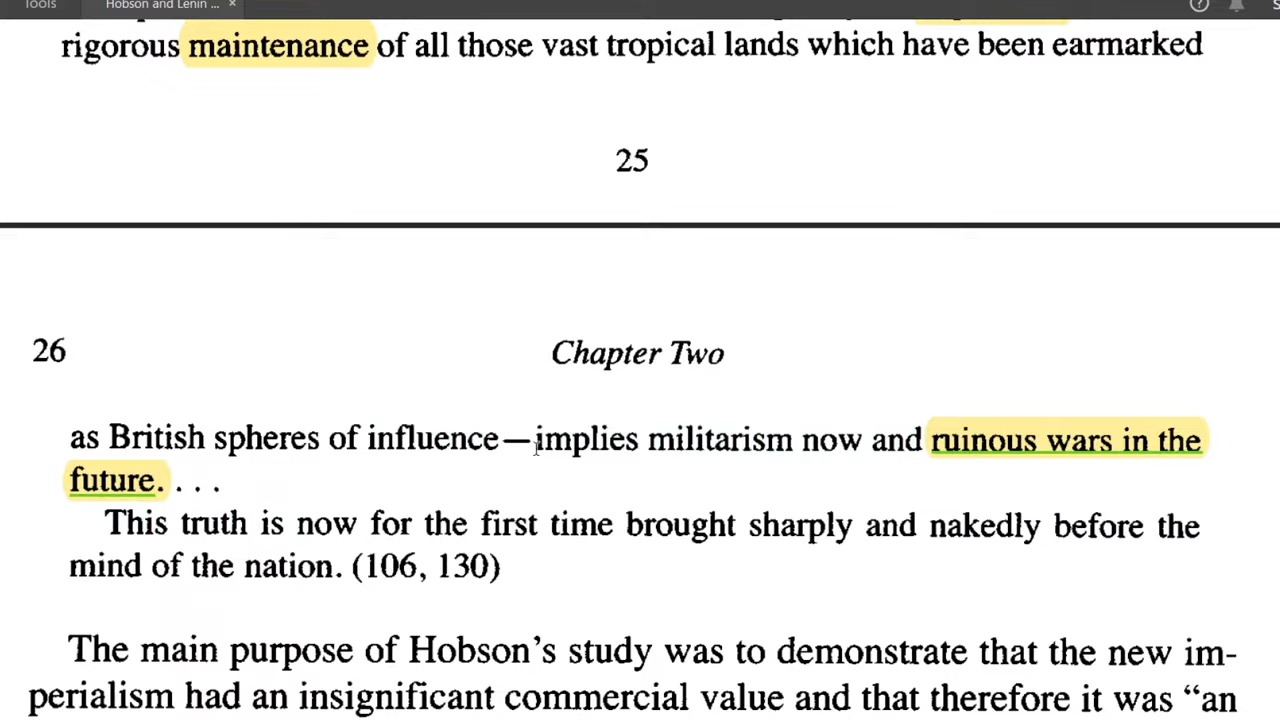 Tools Hobson and Lenin ... ×
rigorous maintenance of all those vast tropical lands which have been earmarked
25
26 Chapter Two
as British spheres of influence—implies militarism now and ruinous wars in the
future. . . .
This truth is now for the first time brought sharply and nakedly before the
mind of the nation. (106, 130)
The main purpose of Hobson's study was to demonstrate that the new im-
perialism had an insignificant commercial value and that therefore it was “an